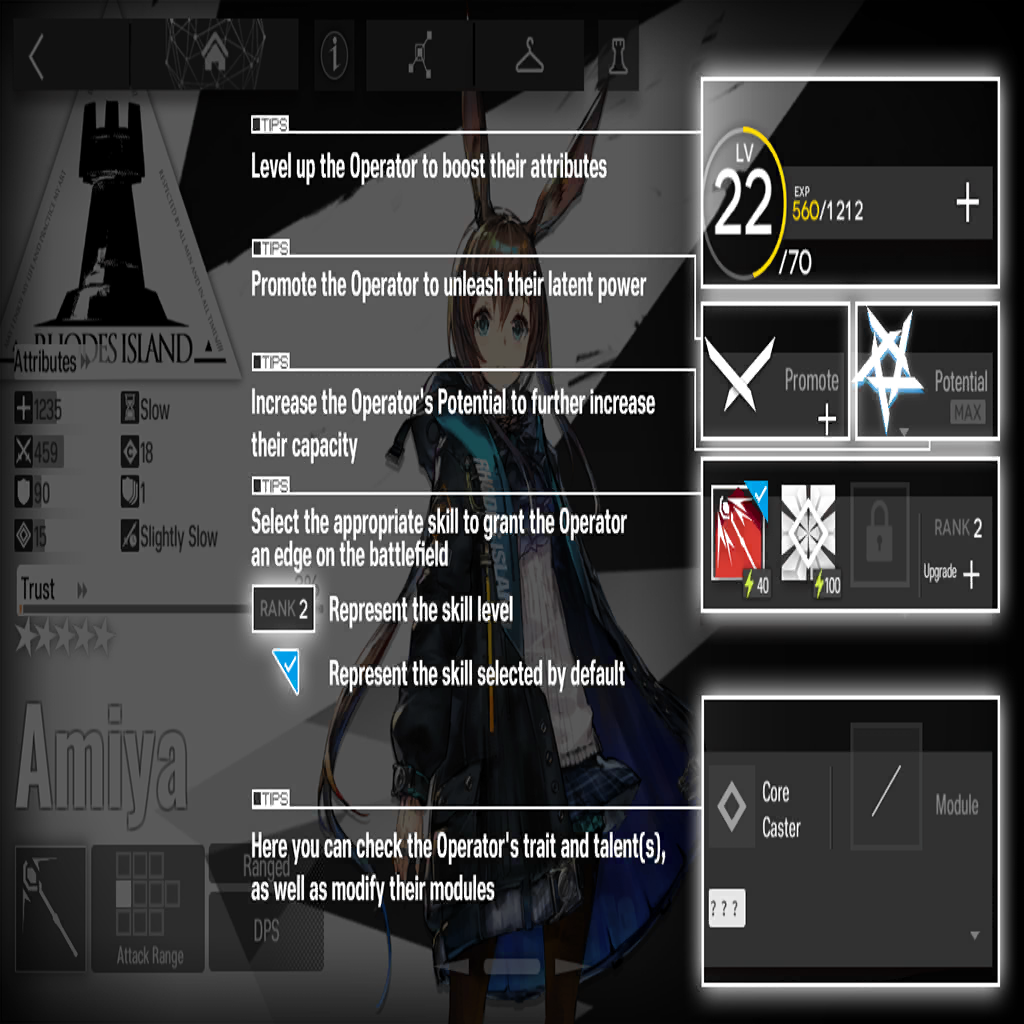 TIPS
Level up the Operator to boost their attributes
LV
22
/70
EXP
560/1212
+
TIPS
Promote the Operator to unleash their latent power
Promote
+
Potential
MAX
TIPS
Increase the Operator's Potential to further increase
their capacity
RHODES ISLAND
Attributes
1235
Slow
459
18
90
1
15
Slightly Slow
TIPS
Select the appropriate skill to grant the Operator
an edge on the battlefield
40
100
RANK 2
Upgrade +
Trust
RANK 2
Represent the skill level
Represent the skill selected by default
Amiya
TIPS
Here you can check the Operator's trait and talent(s),
as well as modify their modules
Core
Caster
Module
? ? ?
Attack Range
Ranged
DPS